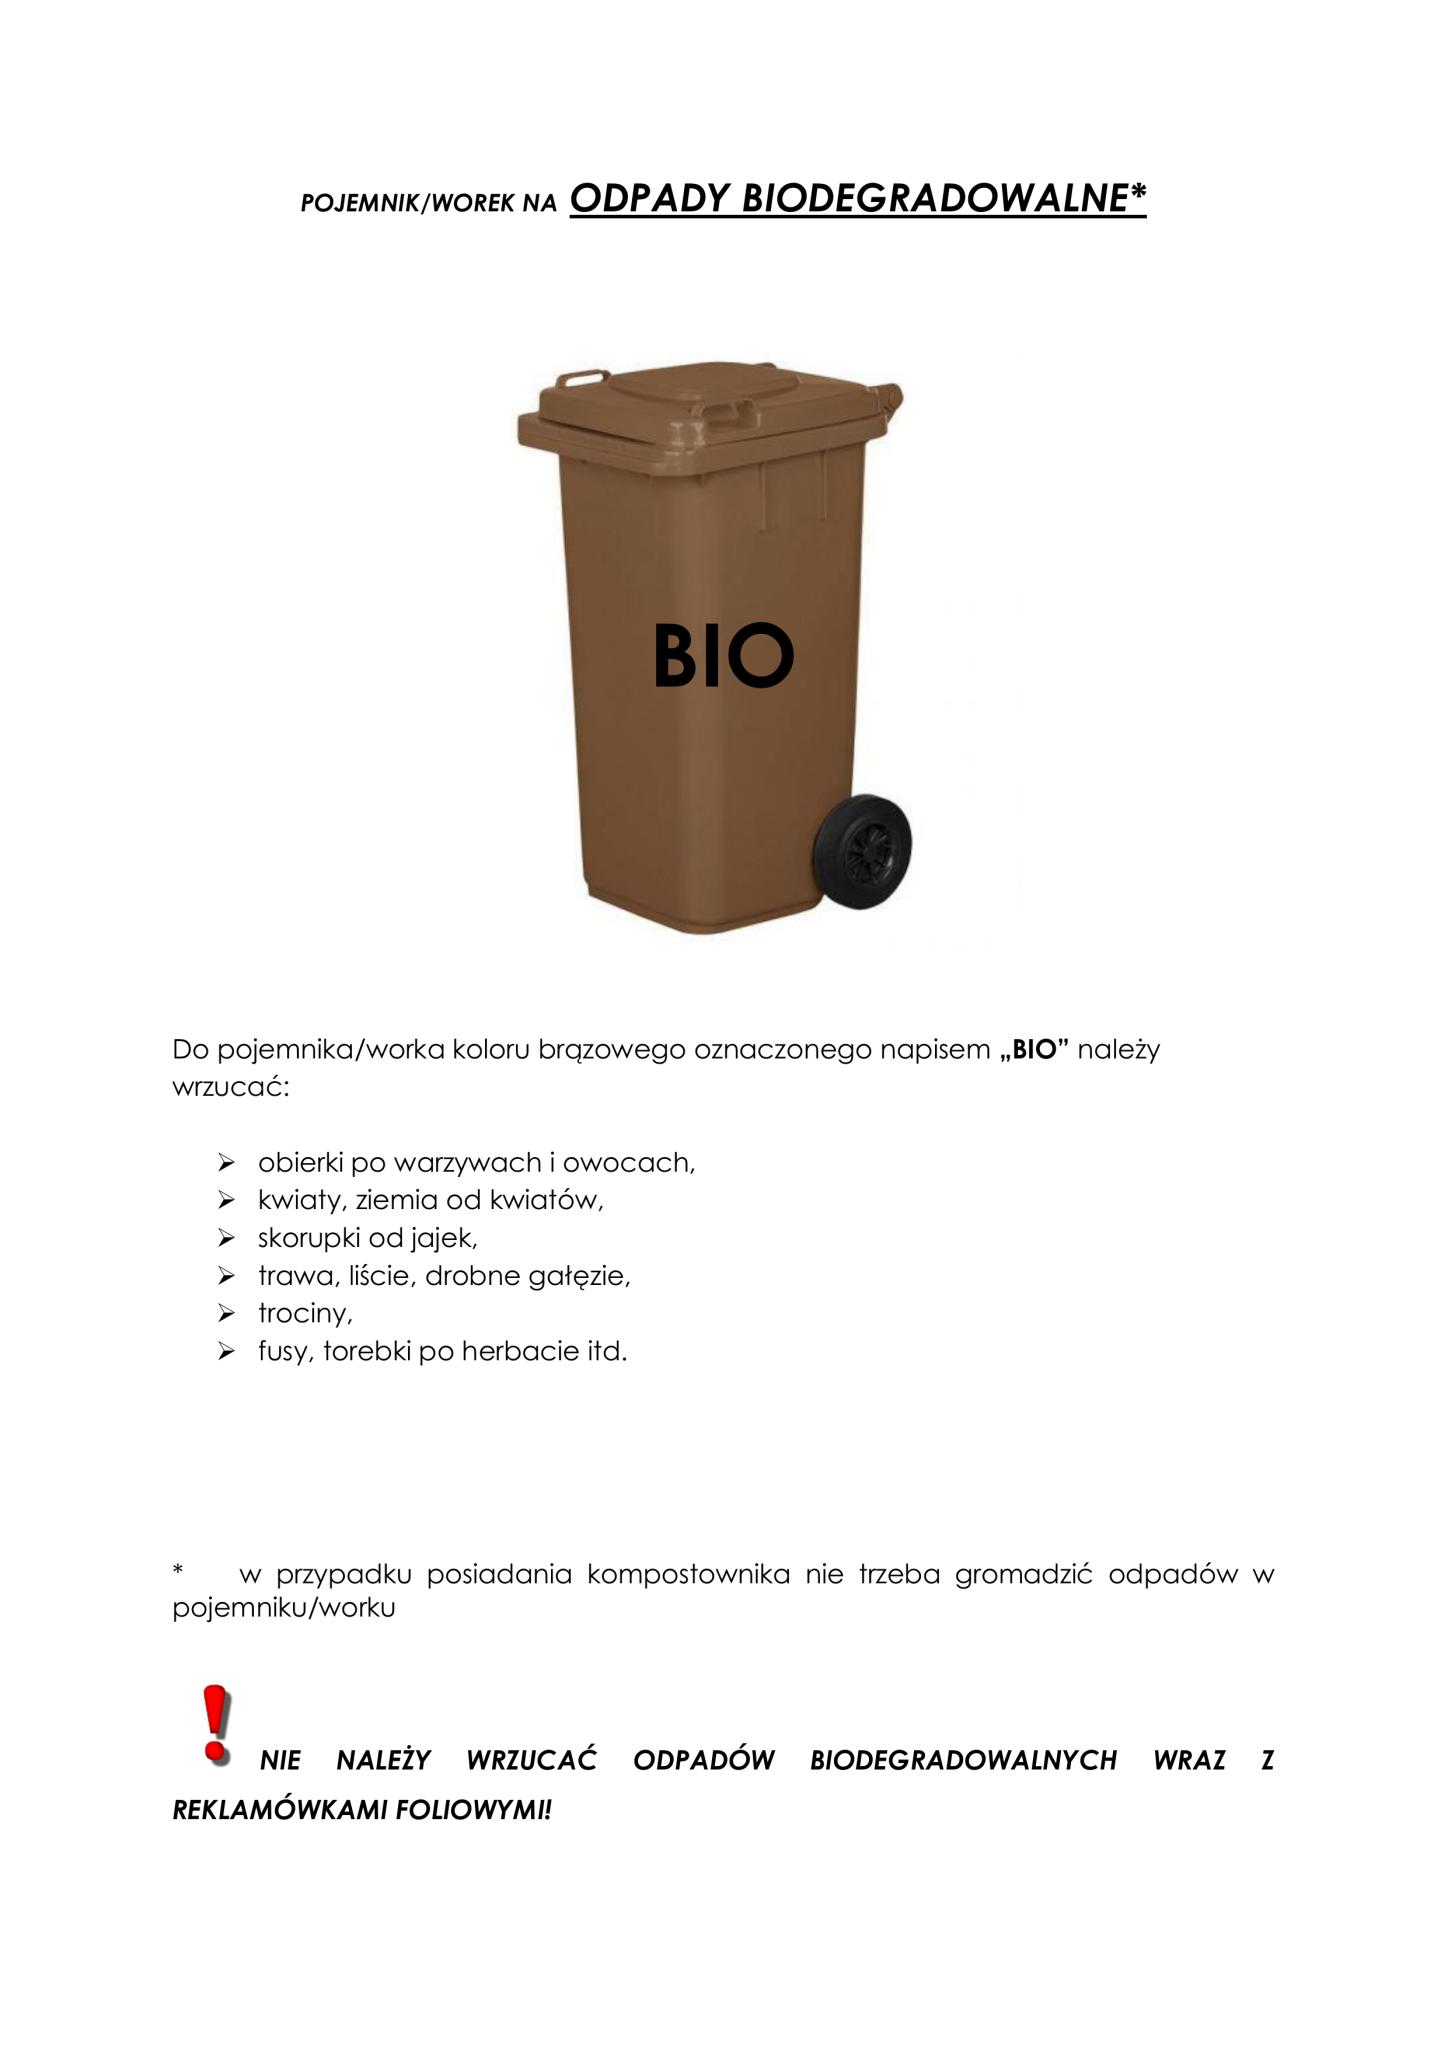 POJEMNIK/WOREK NA ODPADY BIODEGRADOWALNE*
BIO
Do pojemnika/worka koloru brązowego oznaczonego napisem „BIO” należy
wrzucać:
➢ obierki po warzywach i owocach,
➢ kwiaty, ziemia od kwiatów,
➢ skorupki od jajek,
➢ trawa, liście, drobne gałęzie,
➢ trociny,
➢ fusy, torebki po herbacie itd.
* w przypadku posiadania kompostownika nie trzeba gromadzić odpadów w
pojemniku/worku
NIE NALEŻY WRZUCAĆ ODPADÓW BIODEGRADOWALNYCH WRAZ Z
REKLAMÓWKAMI FOLIOWYMI!